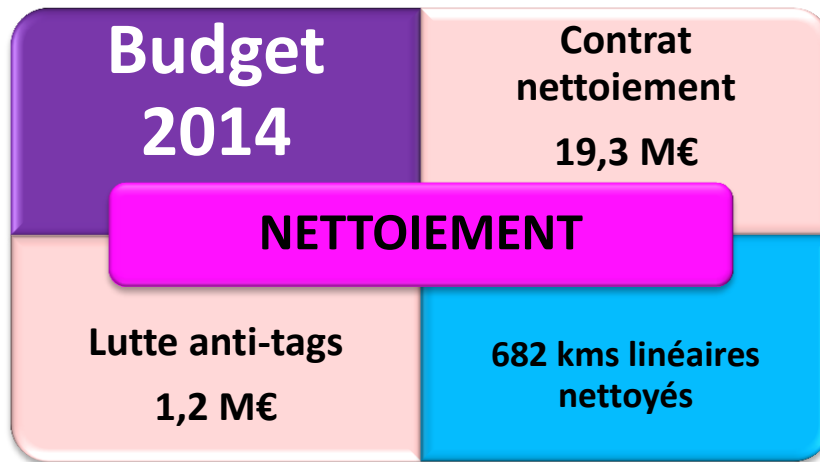 Budget
2014
Contrat
nettoiement
19,3 M€
NETTOIEMENT
Lutte anti-tags
1,2 M€
682 kms linéaires
nettoyés